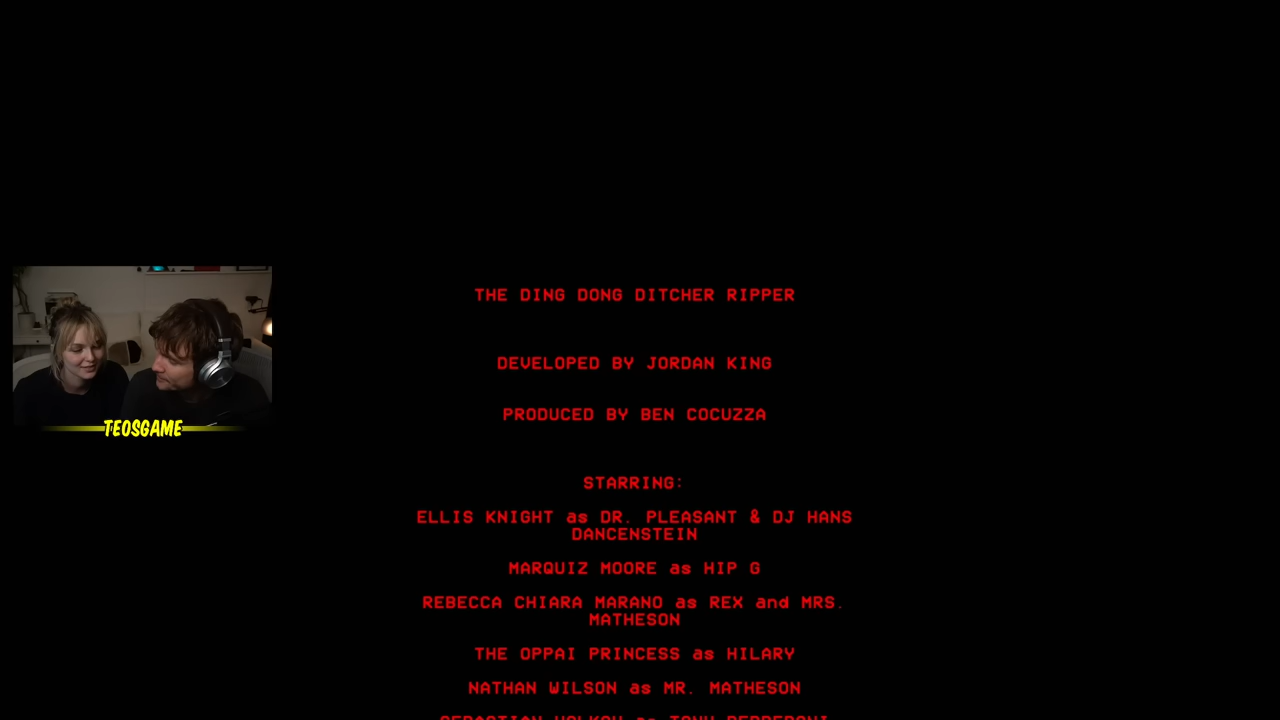 THE DING DONG DITCHER RIPPER
DEVELOPED BY JORDAN KING
PRODUCED BY BEN COCUZZA
STARRING:
ELLIS KNIGHT as DR. PLEASANT & DJ HANS
DANCENSTEIN
MARQUIZ MOORE as HIP G
REBECCA CHIARA MARANO as REX and MRS.
MATHESON
THE OPPAI PRINCESS as HILARY
NATHAN WILSON as MR. MATHESON
TEOSGAME